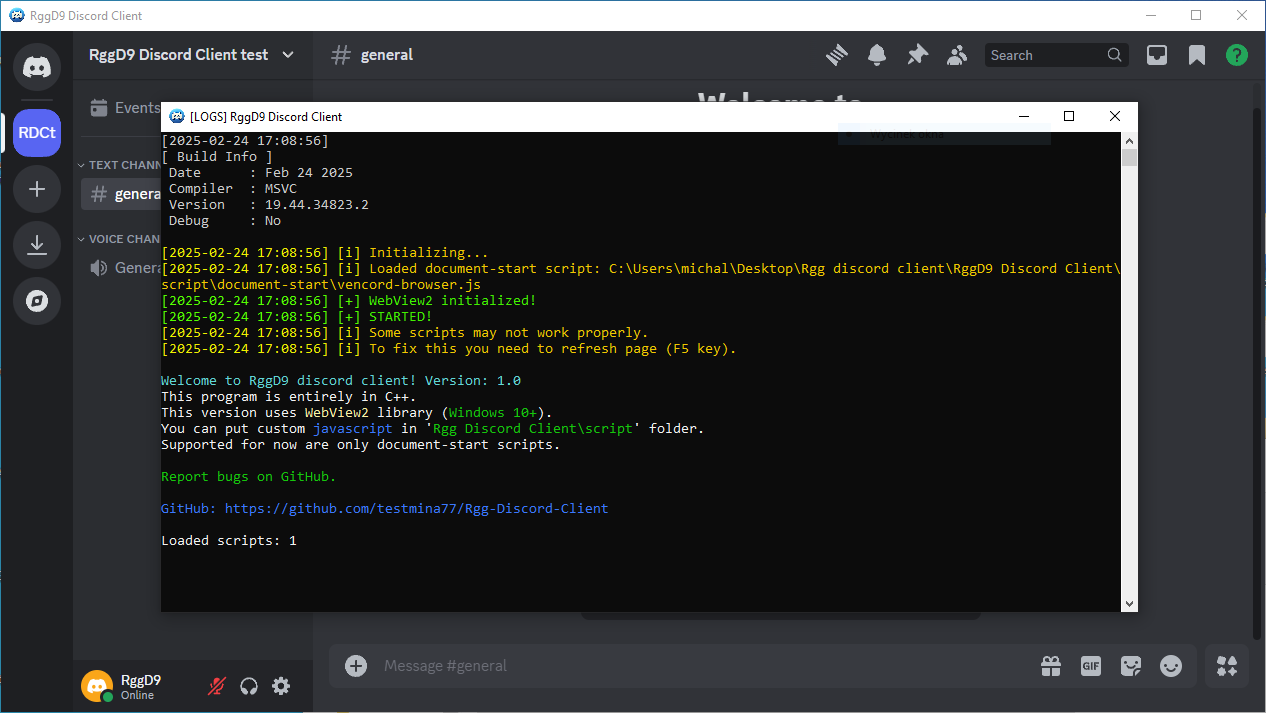 RggD9 Discord Client
RggD9 Discord Client test
general
Search
?
Events
RDCt
TEXT CHANN
genera
VOICE CHAN
Genera
Welcome to
[LOGS] RggD9 Discord Client
[2025-02-24 17:08:56]
[ Build Info ]
Date : Feb 24 2025
Compiler : MSVC
Version : 19.44.34823.2
Debug : No
[2025-02-24 17:08:56] [i] Initializing...
[2025-02-24 17:08:56] [i] Loaded document-start script: C:\Users\michal\Desktop\Rgg discord client\RggD9 Discord Client\
script\document-start\vencord-browser.js
[2025-02-24 17:08:56] [+] WebView2 initialized!
[2025-02-24 17:08:56] [+] STARTED!
[2025-02-24 17:08:56] [i] Some scripts may not work properly.
[2025-02-24 17:08:56] [i] To fix this you need to refresh page (F5 key).
Welcome to RggD9 discord client! Version: 1.0
This program is entirely in C++.
This version uses WebView2 library (Windows 10+).
You can put custom javascript in 'Rgg Discord Client\script' folder.
Supported for now are only document-start scripts.
Report bugs on GitHub.
GitHub: https://github.com/testmina77/Rgg-Discord-Client
Loaded scripts: 1
Message #general
GIF
RggD9
Online